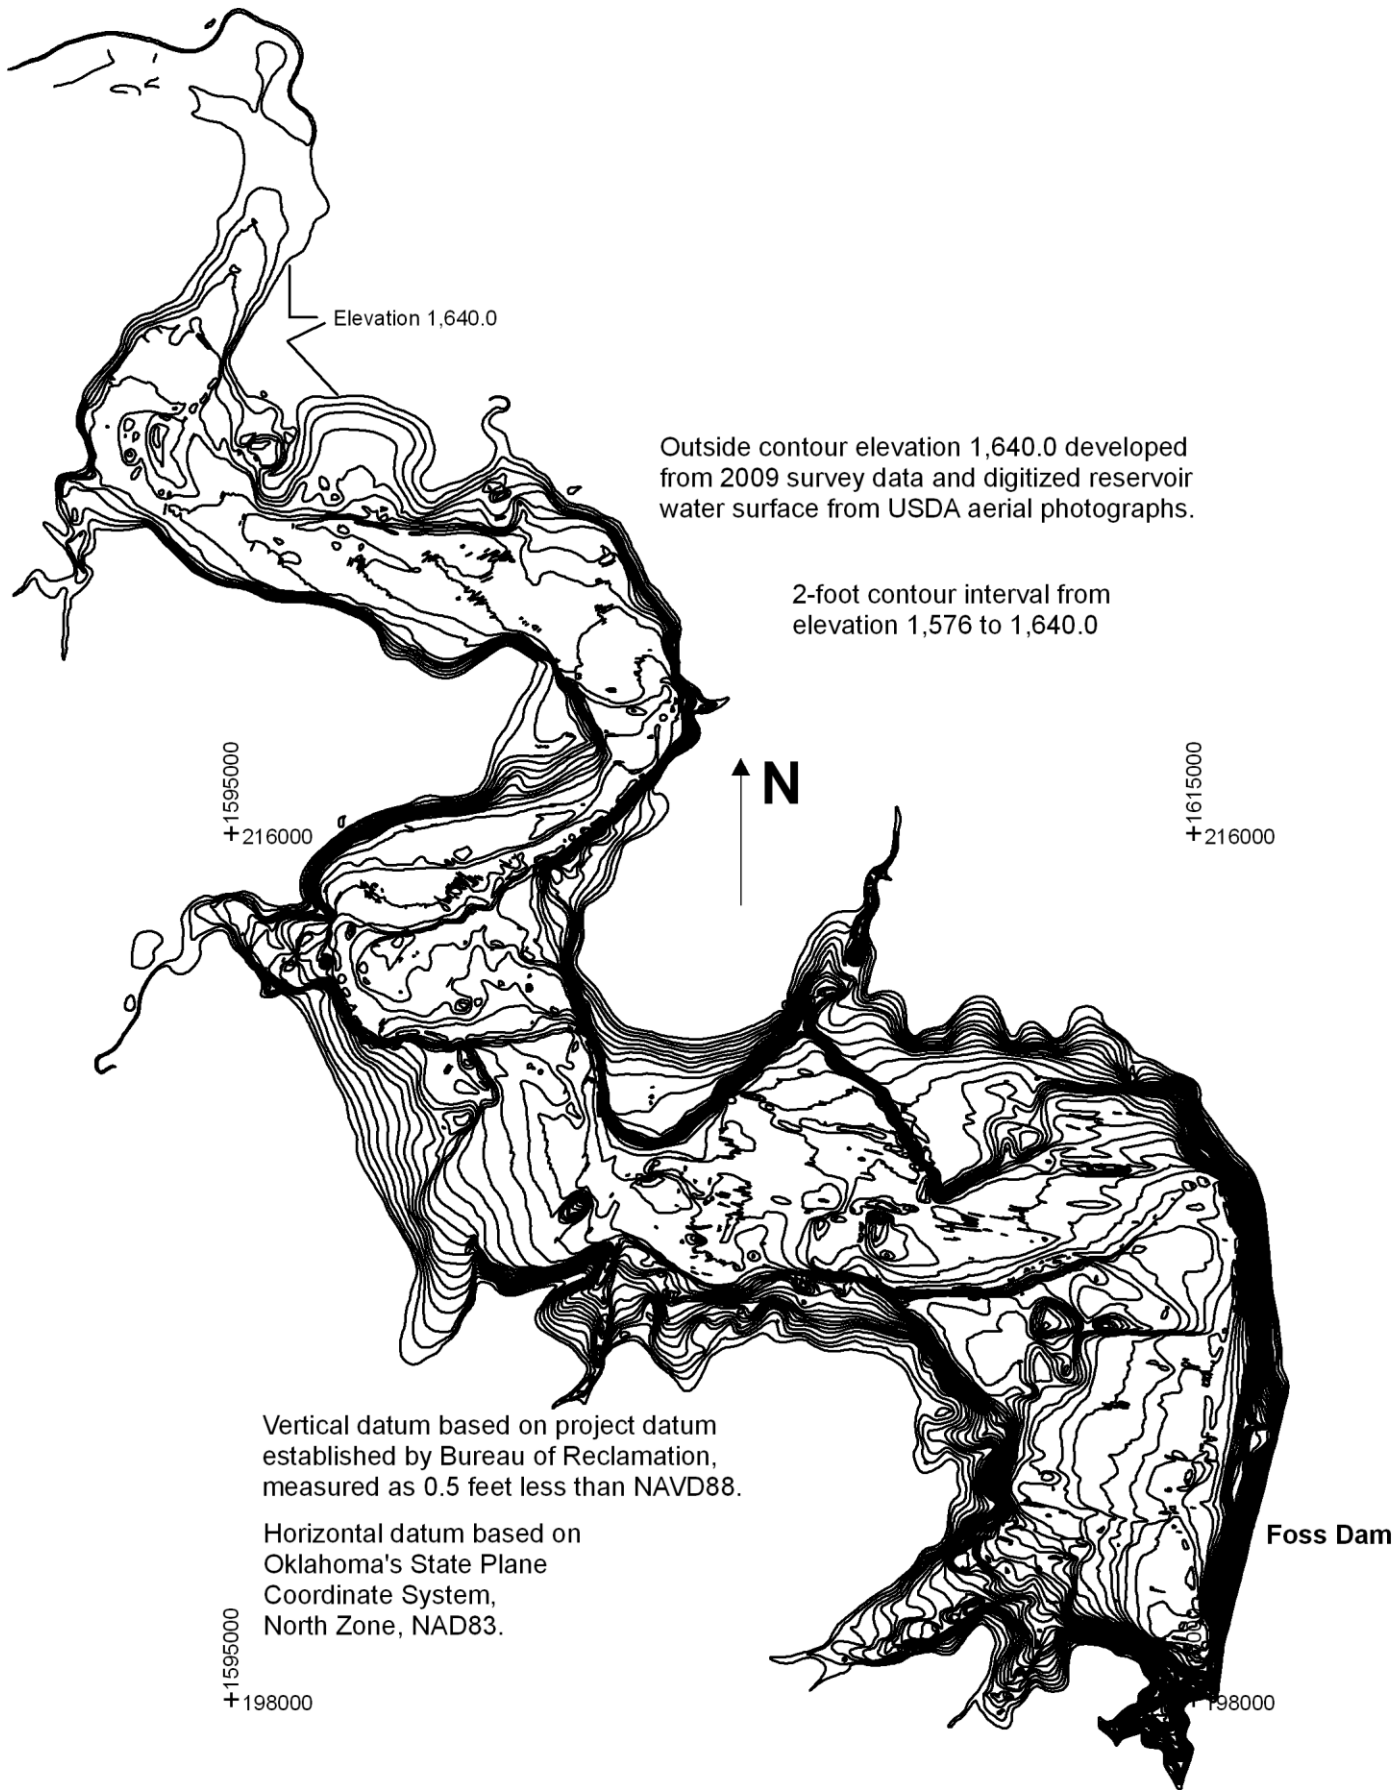 Elevation 1,640.0
Outside contour elevation 1,640.0 developed
from 2009 survey data and digitized reservoir
water surface from USDA aerial photographs.
2-foot contour interval from
elevation 1,576 to 1,640.0
N
1595000
+216000
1615000
+216000
Vertical datum based on project datum
established by Bureau of Reclamation,
measured as 0.5 feet less than NAVD88.
Foss Dam
Horizontal datum based on
Oklahoma's State Plane
Coordinate System,
North Zone, NAD83.
1595000
+198000
198000